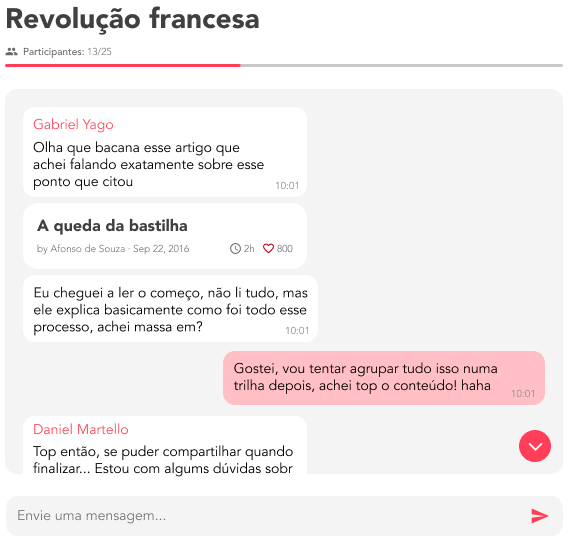 Revolução francesa
Participantes: 13/25
Gabriel Yago
Olha que bacana esse artigo que
achei falando exatamente sobre esse
ponto que citou
10:01
A queda da bastilha
by Afonso de Souza · Sep 22, 2016
2h
800
Eu cheguei a ler o começo, não li tudo, mas
ele explica basicamente como foi todo esse
processo, achei massa em?
10:01
Gostei, vou tentar agrupar tudo isso numa
trilha depois, achei top o conteúdo! haha
10:01
Daniel Martello
Top então, se puder compartilhar quando
finalizar... Estou com algums dúvidas sobr
Envie uma mensagem...